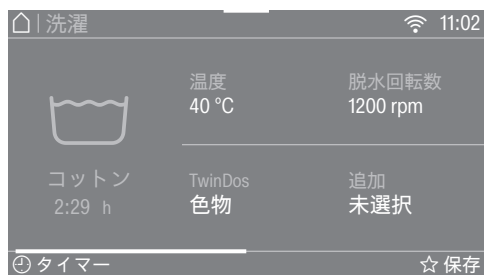 洗濯 11:02
温度 脱水回転数
40 °C 1200 rpm
コットン TwinDos 追加
2:29 h 色物 未選択
タイマー 保存